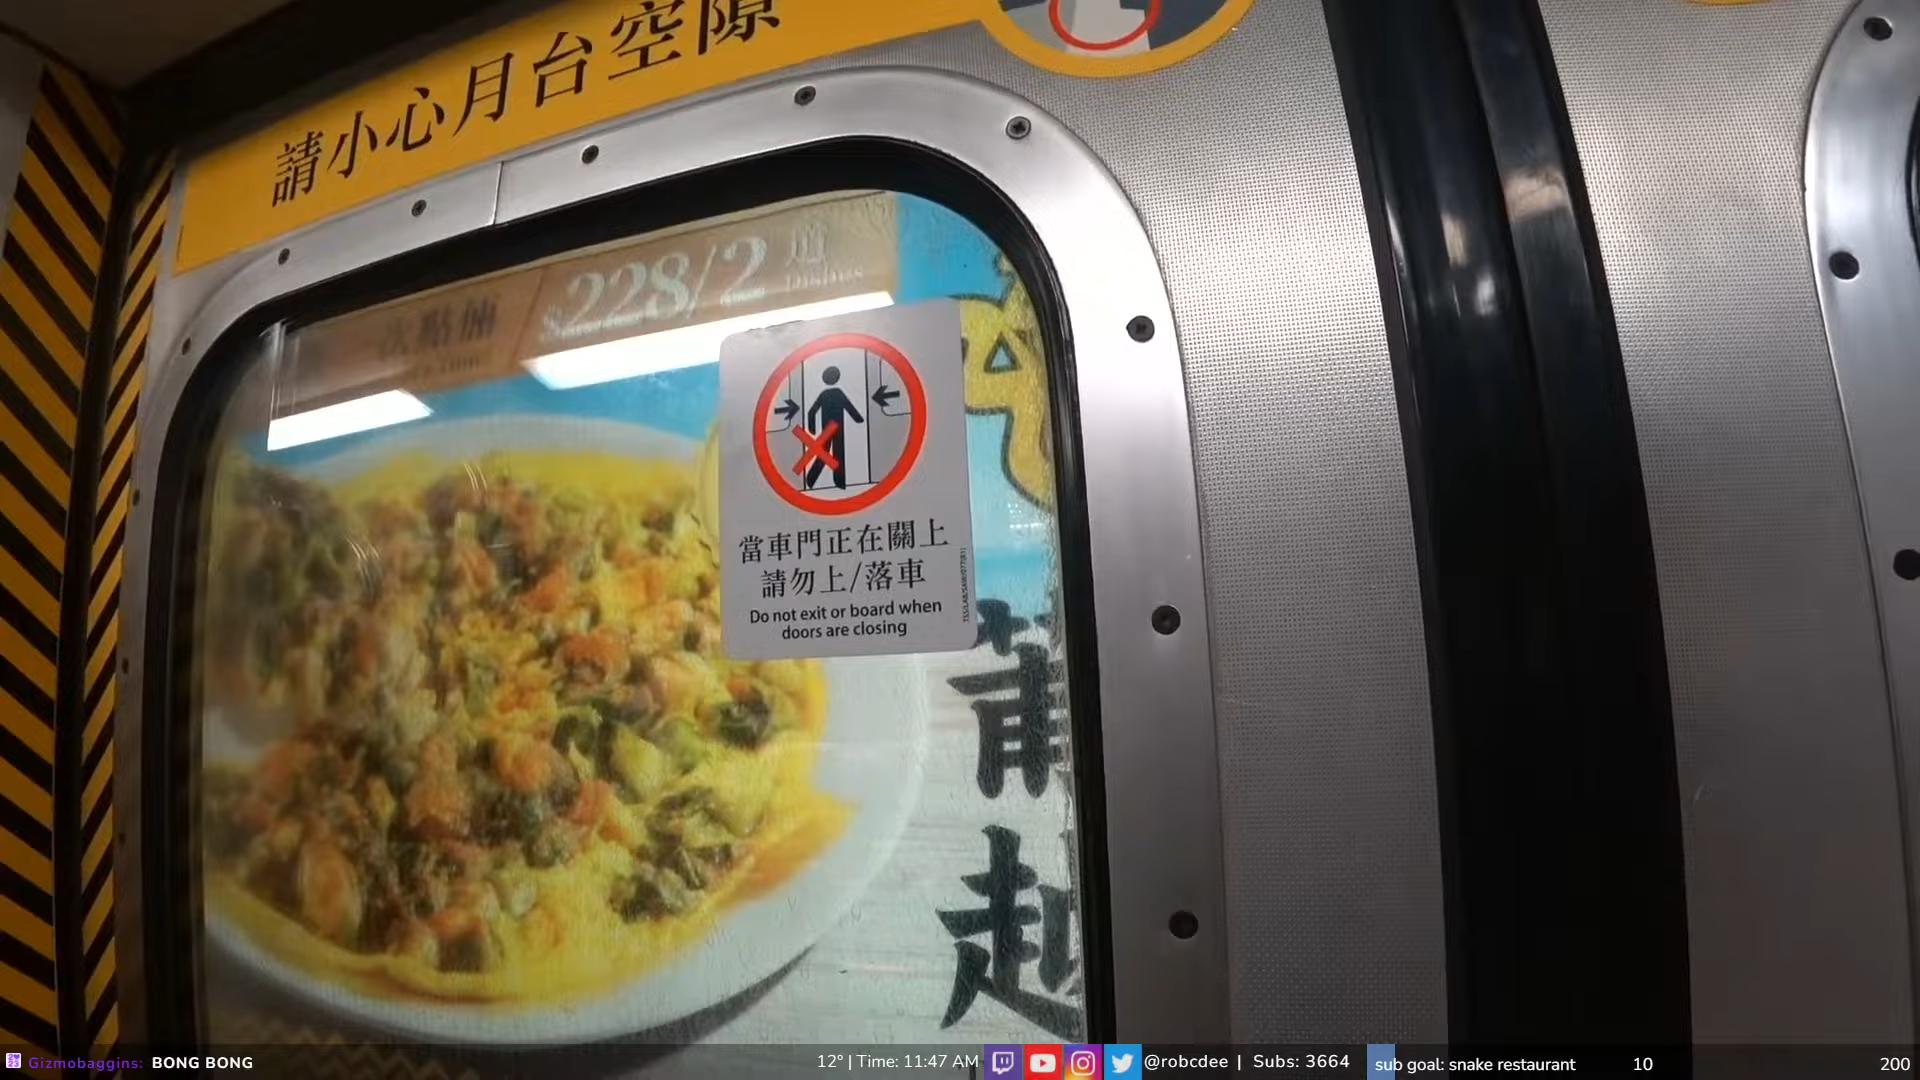 請小心月台空隙
$228/2 道
Dishes
當車門正在關上
請勿上/落車
Do not exit or board when
doors are closing
Gizmobaggins: BONG BONG
12° | Time: 11:47 AM
@robcdee | Subs: 3664
sub goal: snake restaurant 10 200